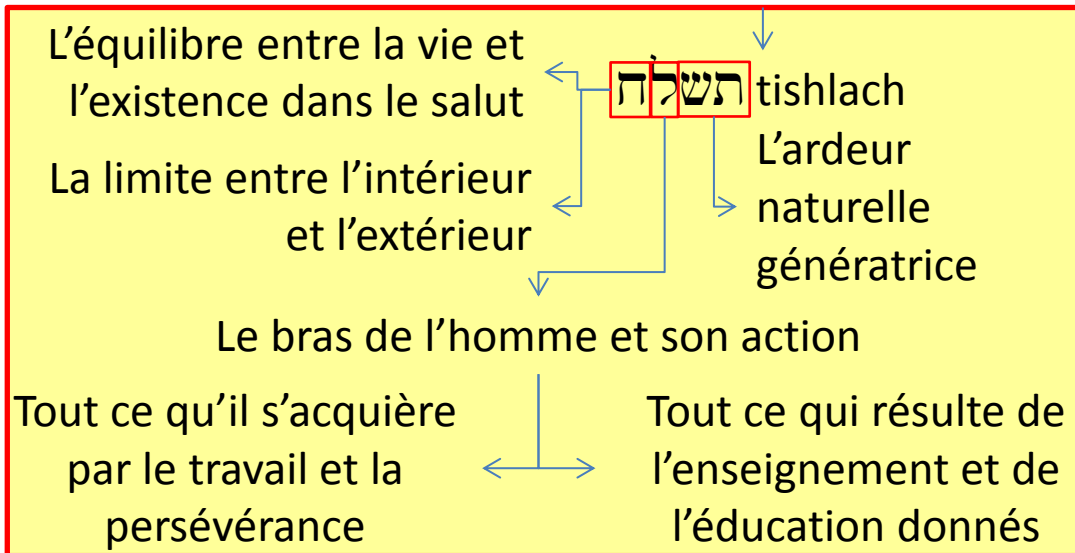 L’équilibre entre la vie et
l’existence dans le salut
תשלח tishlach
La limite entre l’intérieur
et l’extérieur
L’ardeur
naturelle
génératrice
Le bras de l’homme et son action
Tout ce qu’il s’acquière
par le travail et la
persévérance
Tout ce qui résulte de
l’enseignement et de
l’éducation donnés